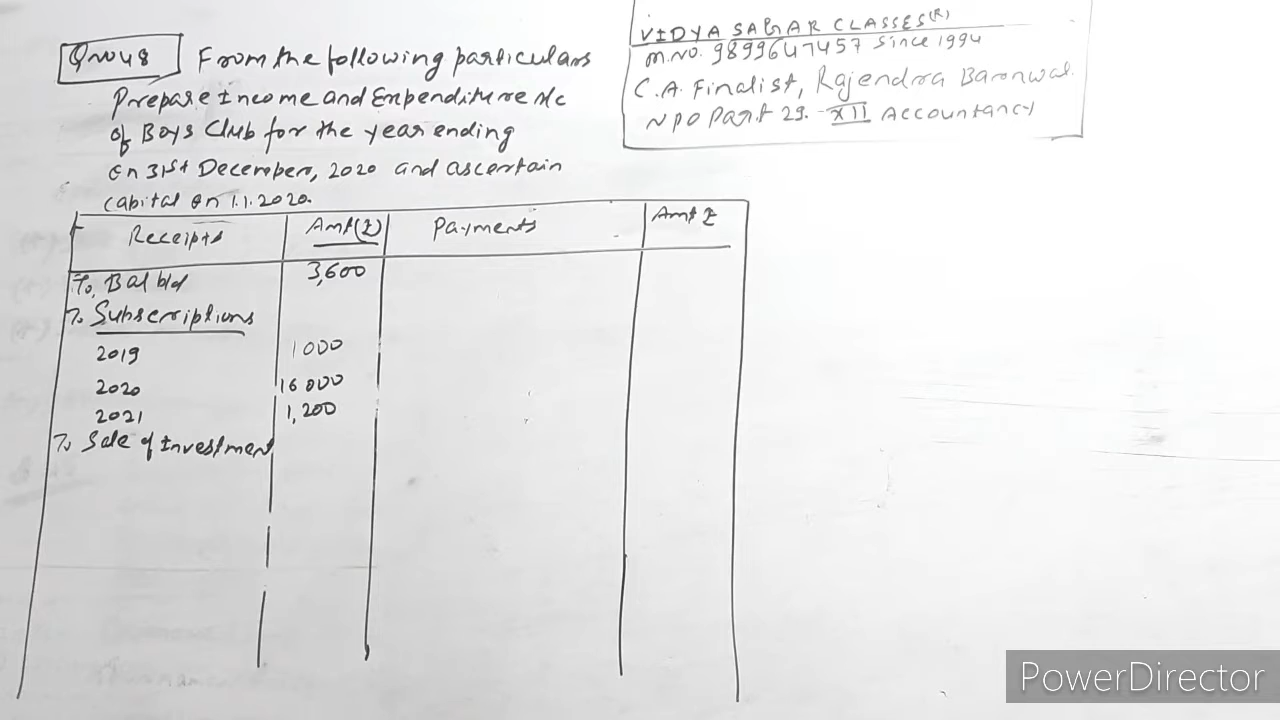 Q.no 48 From the following particulars
Prepare Income and Expenditure A/c
of Boys Club for the year ending
on 31st December, 2020 and ascertain
capital on 1.1.2020.
VIDYA SAGAR CLASSES(R)
M.NO. 9899647457 Since 1994
C.A. Finalist, Rajendra Baranwal.
NPO Part 29. XII Accountancy
Receipts Amt(₹) Payments Amt ₹
To, Bal b/d 3,600
To Subscriptions
2019 1000
2020 16000
2021 1,200
To Sale of Investment
PowerDirector